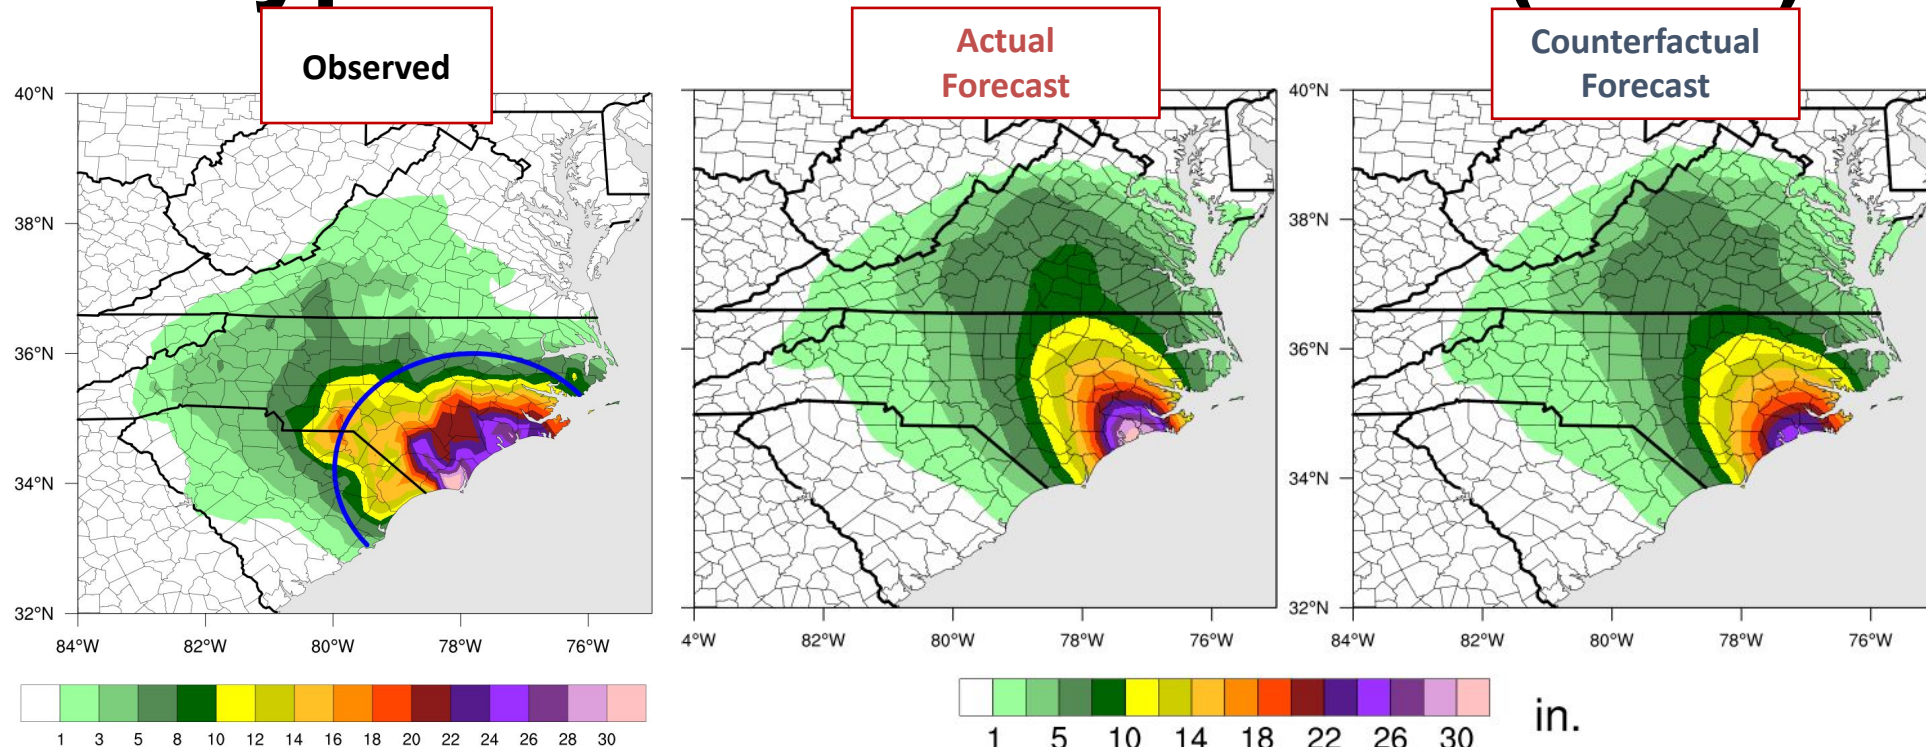 Observed
Actual
Forecast
Counterfactual
Forecast
40°N
38°N
36°N
34°N
32°N
84°W 82°W 80°W 78°W 76°W
1 3 5 8 10 12 14 16 18 20 22 24 26 28 30
4°W 82°W 80°W 78°W 76°W
40°N
38°N
36°N
34°N
32°N
84°W 82°W 80°W 78°W 76°W
1 5 10 14 18 22 26 30
in.